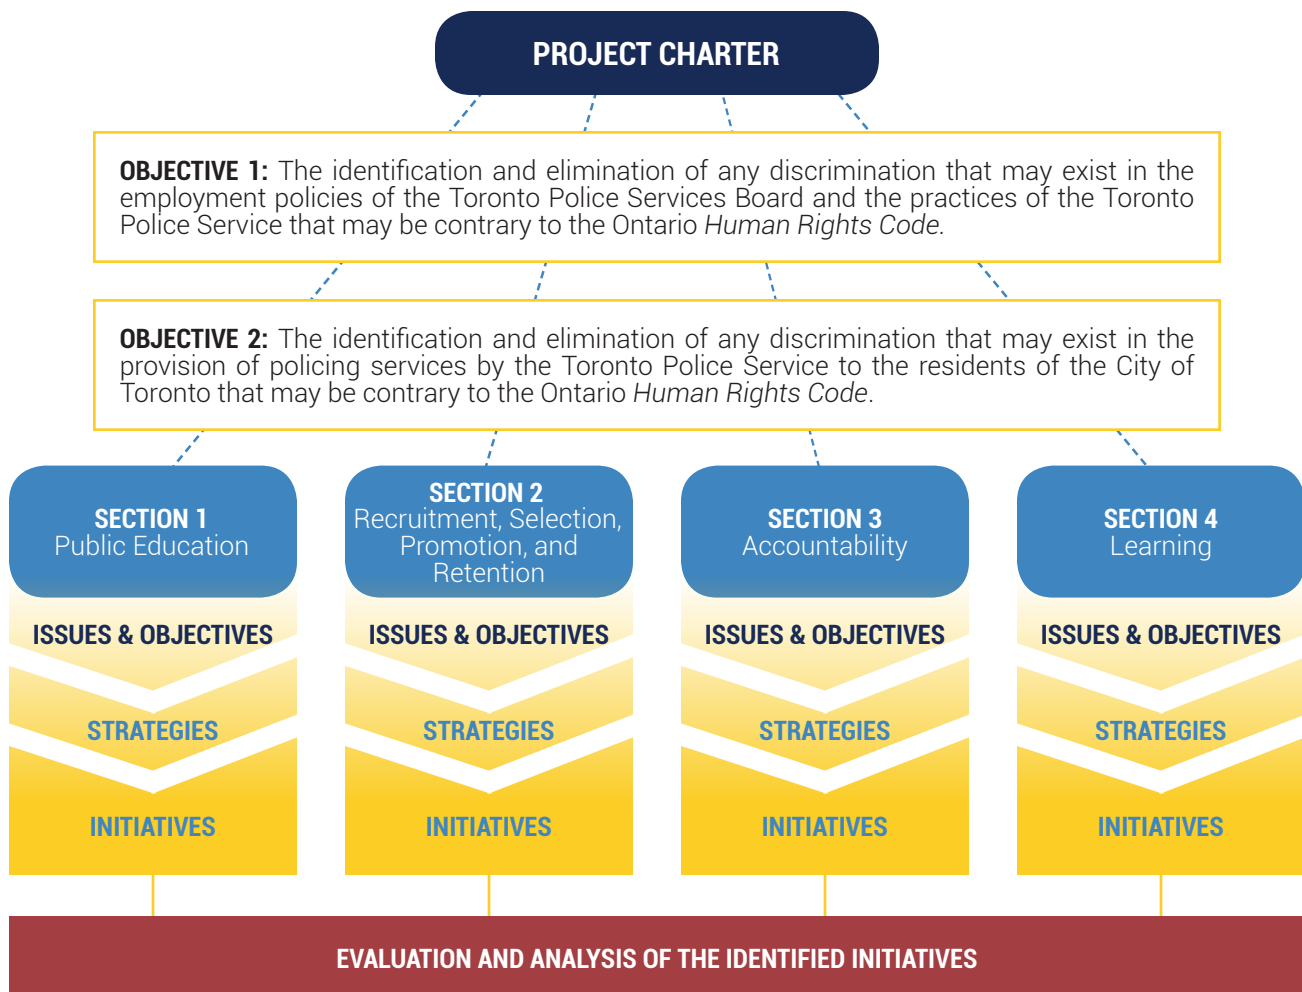 PROJECT CHARTER
OBJECTIVE 1: The identification and elimination of any discrimination that may exist in the
employment policies of the Toronto Police Services Board and the practices of the Toronto
Police Service that may be contrary to the Ontario Human Rights Code.
OBJECTIVE 2: The identification and elimination of any discrimination that may exist in the
provision of policing services by the Toronto Police Service to the residents of the City of
Toronto that may be contrary to the Ontario Human Rights Code.
SECTION 1
Public Education
ISSUES & OBJECTIVES
STRATEGIES
INITIATIVES
SECTION 2
Recruitment, Selection,
Promotion, and
Retention
ISSUES & OBJECTIVES
STRATEGIES
INITIATIVES
SECTION 3
Accountability
ISSUES & OBJECTIVES
STRATEGIES
INITIATIVES
SECTION 4
Learning
ISSUES & OBJECTIVES
STRATEGIES
INITIATIVES
EVALUATION AND ANALYSIS OF THE IDENTIFIED INITIATIVES